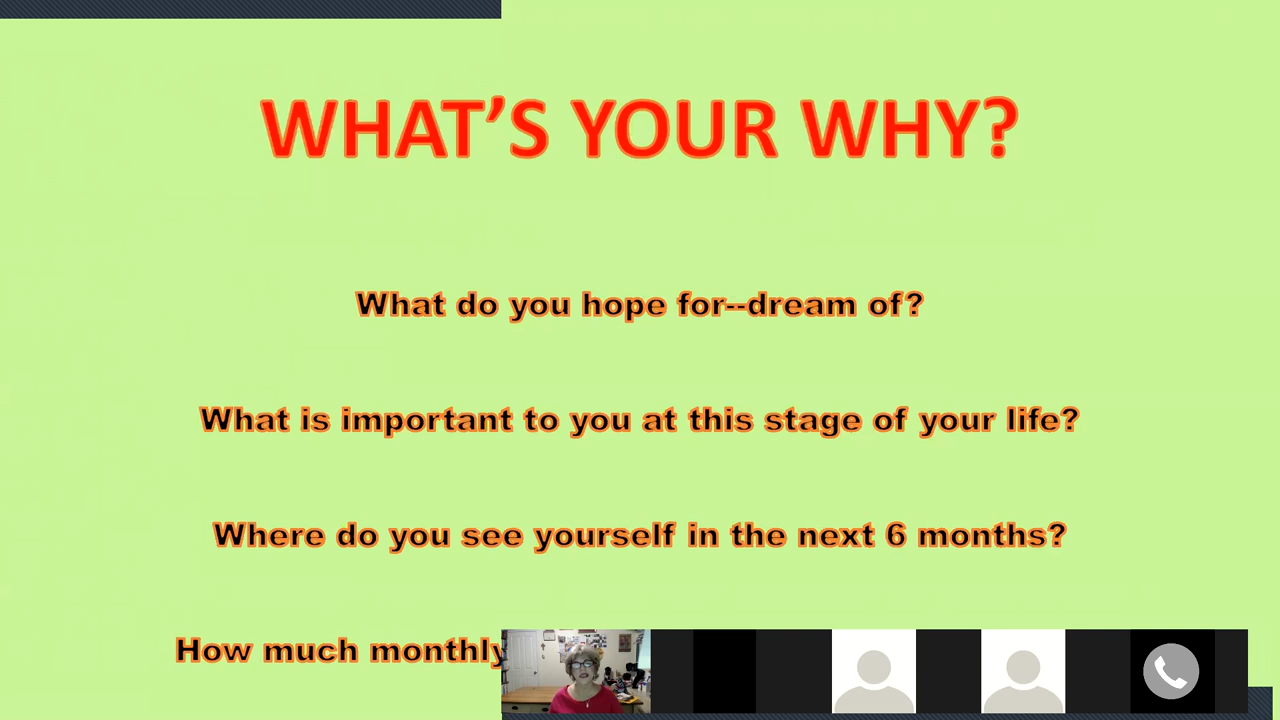 WHAT’S YOUR WHY?
What do you hope for--dream of?
What is important to you at this stage of your life?
Where do you see yourself in the next 6 months?
How much monthly